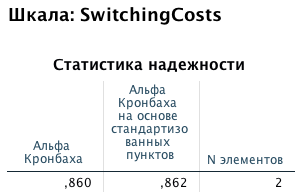 Шкала: SwitchingCosts
Статистика надежности
Альфа
Кронбаха
Альфа
Кронбаха
на основе
стандартизо
ванных
пунктов
N элементов
,860
,862
2